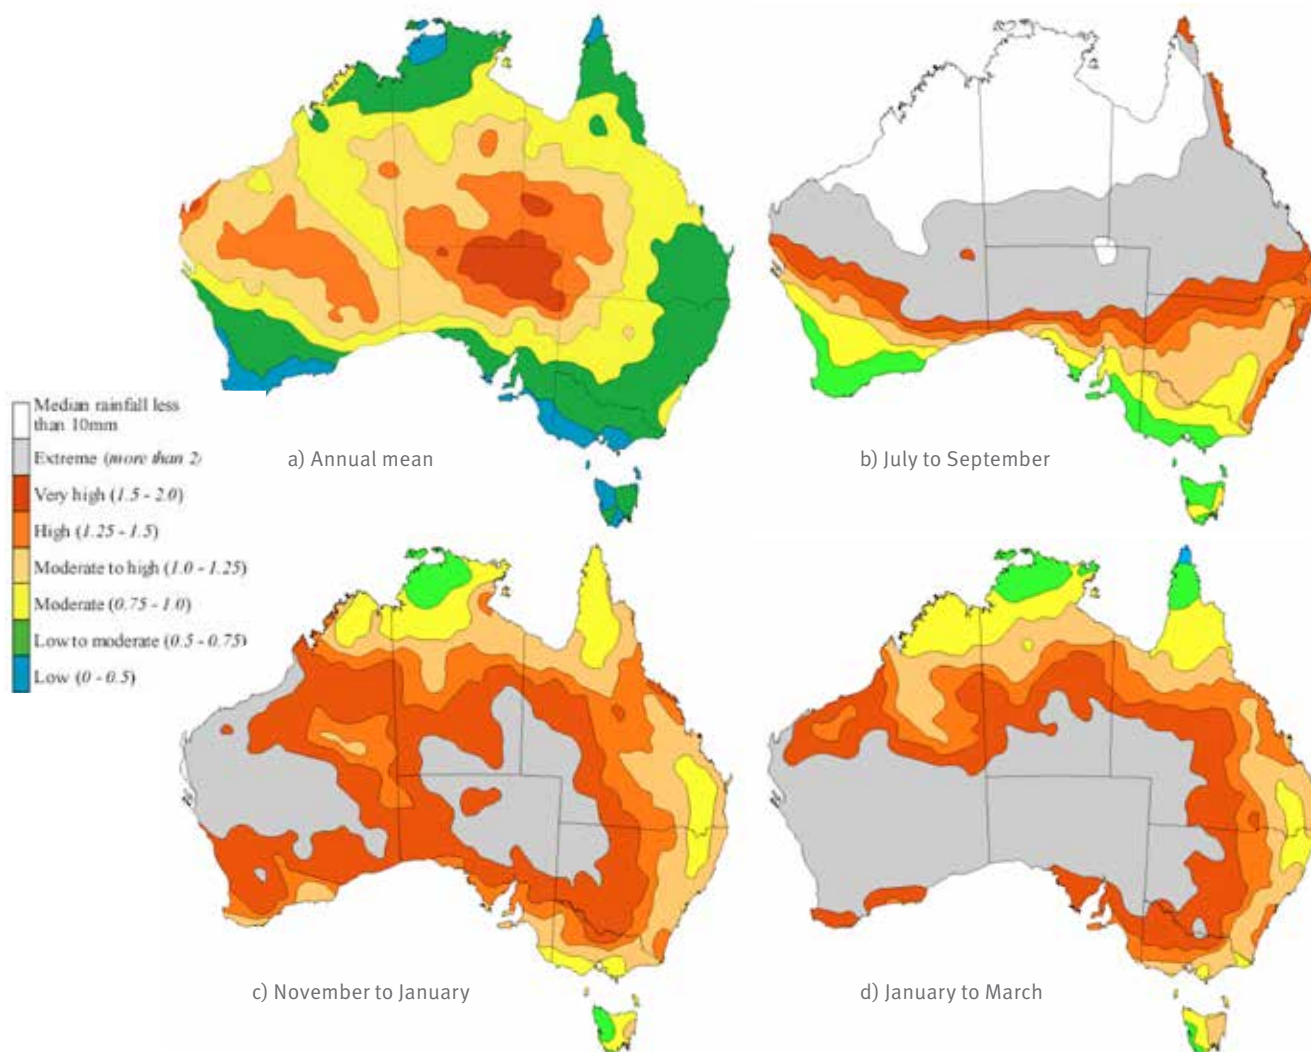 a) Annual mean
b) July to September
Median rainfall less
than 10mm
Extreme (more than 2)
Very high (1.5 - 2.0)
High (1.25 - 1.5)
Moderate to high (1.0 - 1.25)
Moderate (0.75 - 1.0)
Low to moderate (0.5 - 0.75)
Low (0 - 0.5)
c) November to January
d) January to March